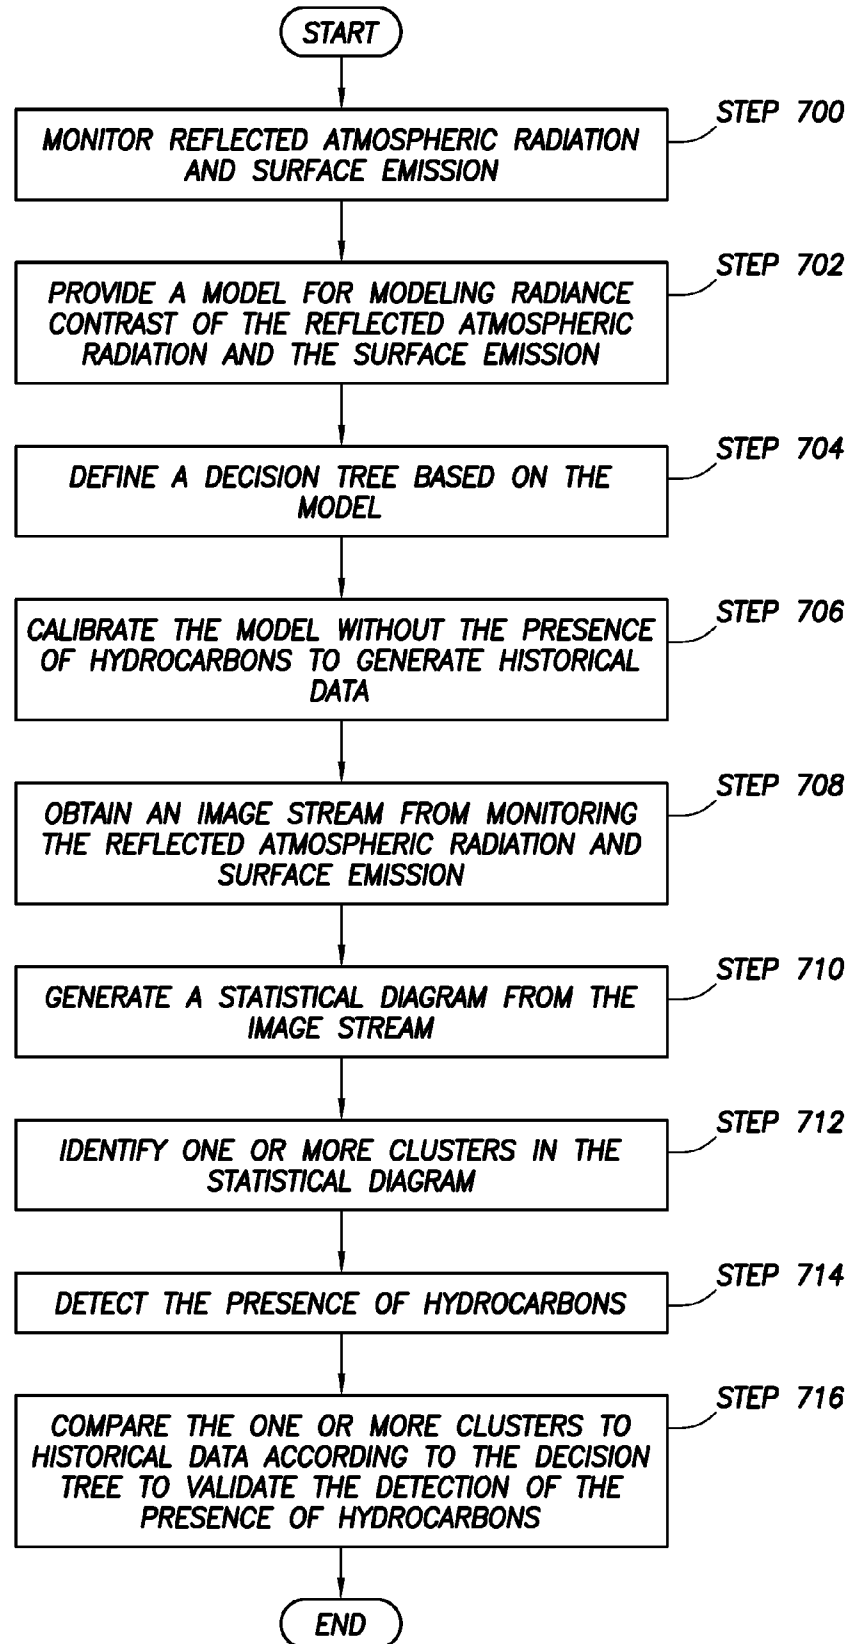 START
STEP 700
MONITOR REFLECTED ATMOSPHERIC RADIATION
AND SURFACE EMISSION
STEP 702
PROVIDE A MODEL FOR MODELING RADIANCE
CONTRAST OF THE REFLECTED ATMOSPHERIC
RADIATION AND THE SURFACE EMISSION
STEP 704
DEFINE A DECISION TREE BASED ON THE
MODEL
STEP 706
CALIBRATE THE MODEL WITHOUT THE PRESENCE
OF HYDROCARBONS TO GENERATE HISTORICAL
DATA
STEP 708
OBTAIN AN IMAGE STREAM FROM MONITORING
THE REFLECTED ATMOSPHERIC RADIATION AND
SURFACE EMISSION
STEP 710
GENERATE A STATISTICAL DIAGRAM FROM THE
IMAGE STREAM
STEP 712
IDENTIFY ONE OR MORE CLUSTERS IN THE
STATISTICAL DIAGRAM
STEP 714
DETECT THE PRESENCE OF HYDROCARBONS
STEP 716
COMPARE THE ONE OR MORE CLUSTERS TO
HISTORICAL DATA ACCORDING TO THE DECISION
TREE TO VALIDATE THE DETECTION OF THE
PRESENCE OF HYDROCARBONS
END